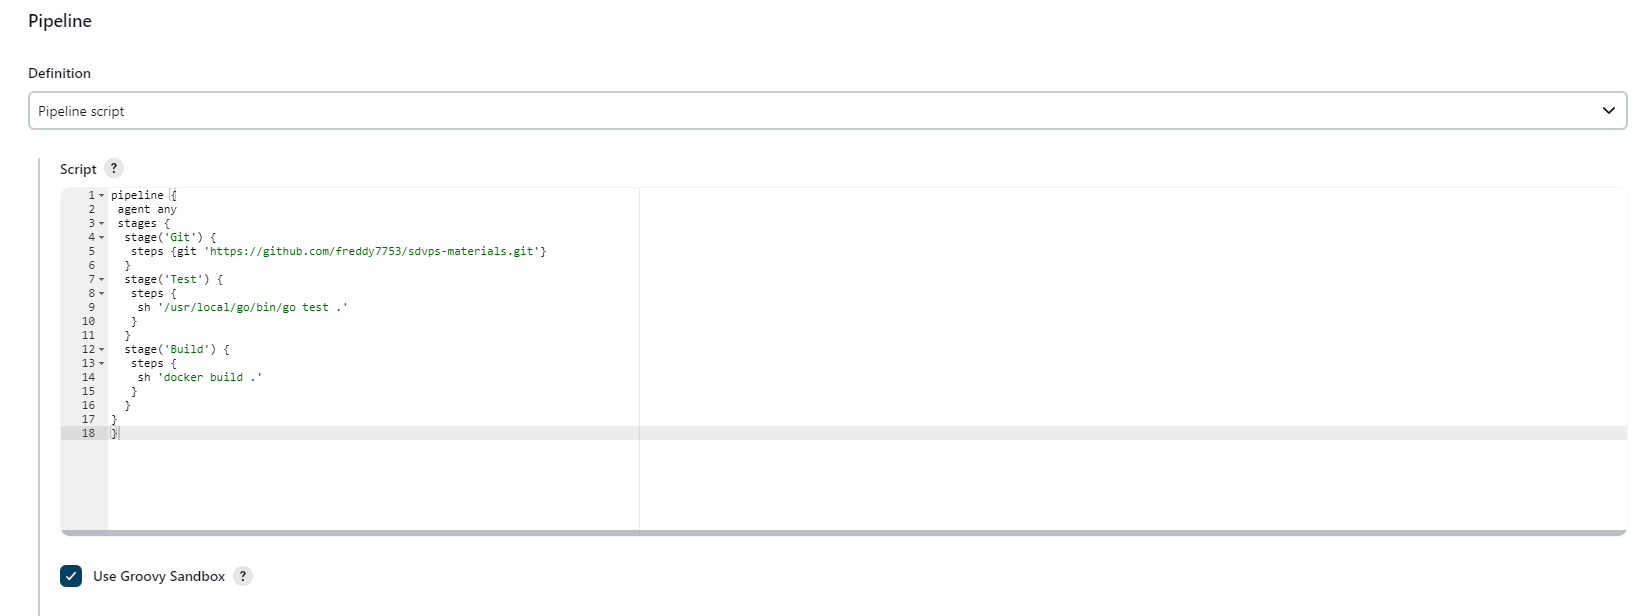 Pipeline
Definition
Pipeline script
Script ?
1 pipeline {
2  agent any
3  stages {
4   stage('Git') {
5    steps {git 'https://github.com/freddy7753/sdvps-materials.git'}
6   }
7   stage('Test') {
8    steps {
9     sh '/usr/local/go/bin/go test .'
10    }
11   }
12   stage('Build') {
13    steps {
14     sh 'docker build .'
15    }
16   }
17 }
18 }
Use Groovy Sandbox ?